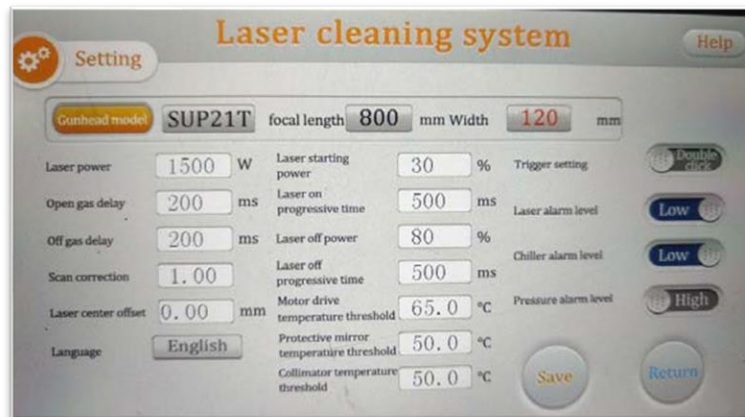 Laser cleaning system
Setting
Help
Gunhead model SUP21T focal length 800 mm Width 120 mm
Laser power 1500 W
Open gas delay 200 ms
Off gas delay 200 ms
Scan correction 1.00
Laser center offset 0.00 mm
Language English
Laser starting
power 30 %
Laser on
progressive time 500 ms
Laser off power 80 %
Laser off
progressive time 500 ms
Motor drive
temperature threshold 65.0 °C
Protective mirror
temperature threshold 50.0 °C
Collimator temperature
threshold 50.0 °C
Trigger setting Double
click
Laser alarm level Low
Chiller alarm level Low
Pressure alarm level High
Save
Return